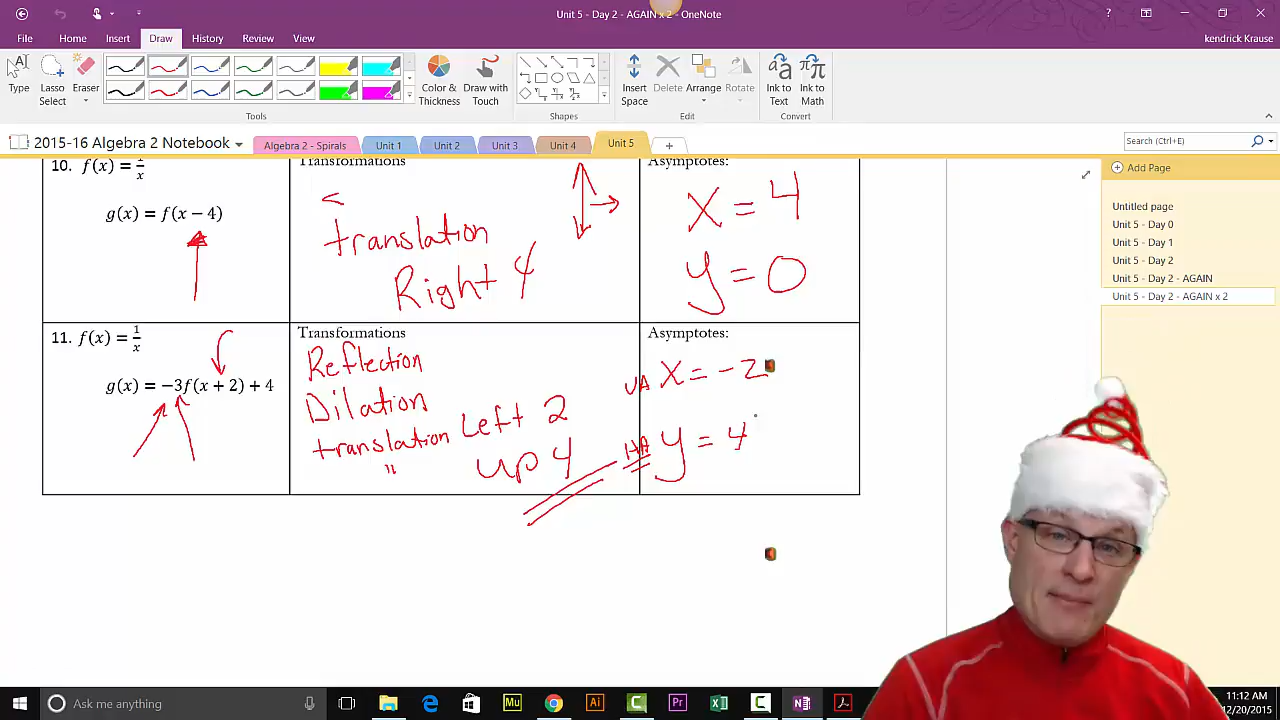 Unit 5 - Day 2 - AGAIN x 2 - OneNote
kendrick Krause
File Home Insert Draw History Review View
Type
Lasso Select
Eraser
Color & Thickness
Draw with Touch
Insert Space
Delete
Arrange
Rotate
Ink to Text
Ink to Math
Tools Shapes Edit Convert
2015-16 Algebra 2 Notebook
Algebra 2 - Spirals Unit 1 Unit 2 Unit 3 Unit 4 Unit 5
Search (Ctrl+E)
Add Page
Untitled page
Unit 5 - Day 0
Unit 5 - Day 1
Unit 5 - Day 2
Unit 5 - Day 2 - AGAIN
Unit 5 - Day 2 - AGAIN x 2
10. f(x) = 1/x
g(x) = f(x − 4)
Transformations
translation
Right 4
Asymptotes:
x = 4
y = 0
11. f(x) = 1/x
g(x) = −3f(x + 2) + 4
Transformations
Reflection
Dilation
translation Left 2
" up 4
Asymptotes:
VA x = -2
HA y = 4
Ask me anything
11:12 AM
12/20/2015